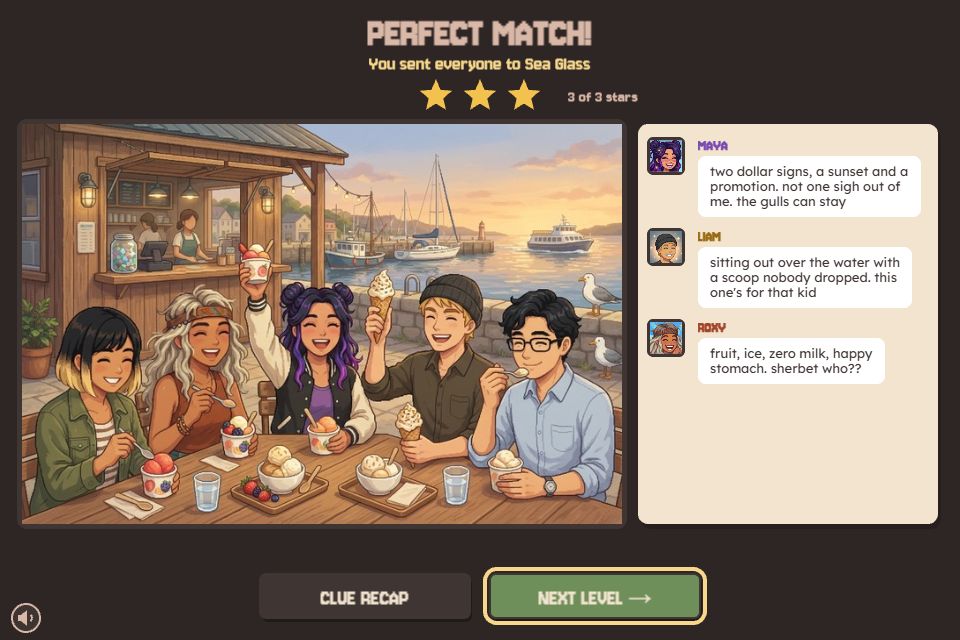 PERFECT MATCH!
You sent everyone to Sea Glass
3 of 3 stars
MAYA
two dollar signs, a sunset and a
promotion. not one sigh out of
me. the gulls can stay
LIAM
sitting out over the water with
a scoop nobody dropped. this
one's for that kid
ROXY
fruit, ice, zero milk, happy
stomach. sherbet who??
CLUE RECAP
NEXT LEVEL →